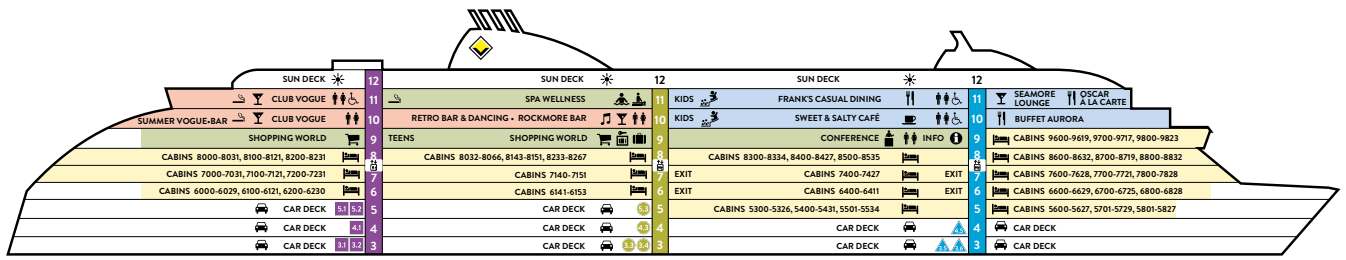 SUN DECK 12 SUN DECK 12 SUN DECK 12
CLUB VOGUE 11 SPA WELLNESS 11 KIDS FRANK'S CASUAL DINING 11 SEAMORE LOUNGE OSCAR À LA CARTE
SUMMER VOGUE-BAR CLUB VOGUE 10 RETRO BAR & DANCING • ROCKMORE BAR 10 KIDS SWEET & SALTY CAFÉ 10 BUFFET AURORA
SHOPPING WORLD 9 TEENS SHOPPING WORLD 9 CONFERENCE INFO 9 CABINS 9600-9619, 9700-9717, 9800-9823
CABINS 8000-8031, 8100-8121, 8200-8231 8 CABINS 8032-8066, 8143-8151, 8233-8267 8 CABINS 8300-8334, 8400-8427, 8500-8535 8 CABINS 8600-8632, 8700-8719, 8800-8832
CABINS 7000-7031, 7100-7121, 7200-7231 7 CABINS 7140-7151 7 EXIT CABINS 7400-7427 EXIT 7 CABINS 7600-7628, 7700-7721, 7800-7828
CABINS 6000-6029, 6100-6121, 6200-6230 6 CABINS 6141-6153 6 EXIT CABINS 6400-6411 EXIT 6 CABINS 6600-6629, 6700-6725, 6800-6828
CAR DECK 5.1 5.2 5 CAR DECK 5.3 5 CABINS 5300-5326, 5400-5431, 5501-5534 5 CABINS 5600-5627, 5701-5729, 5801-5827
CAR DECK 4.1 4 CAR DECK 4.3 4 CAR DECK 4 CAR DECK
CAR DECK 3.1 3.2 3 CAR DECK 3.3 3.4 3 CAR DECK 3.5 3.6 3 CAR DECK